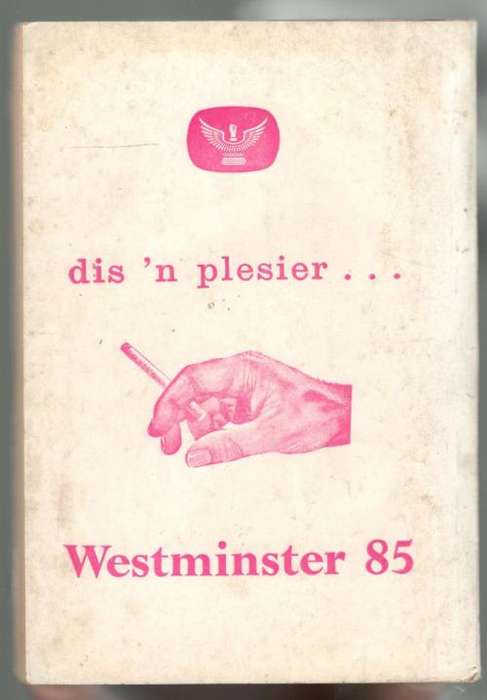 dis 'n plesier . . .
Westminster 85